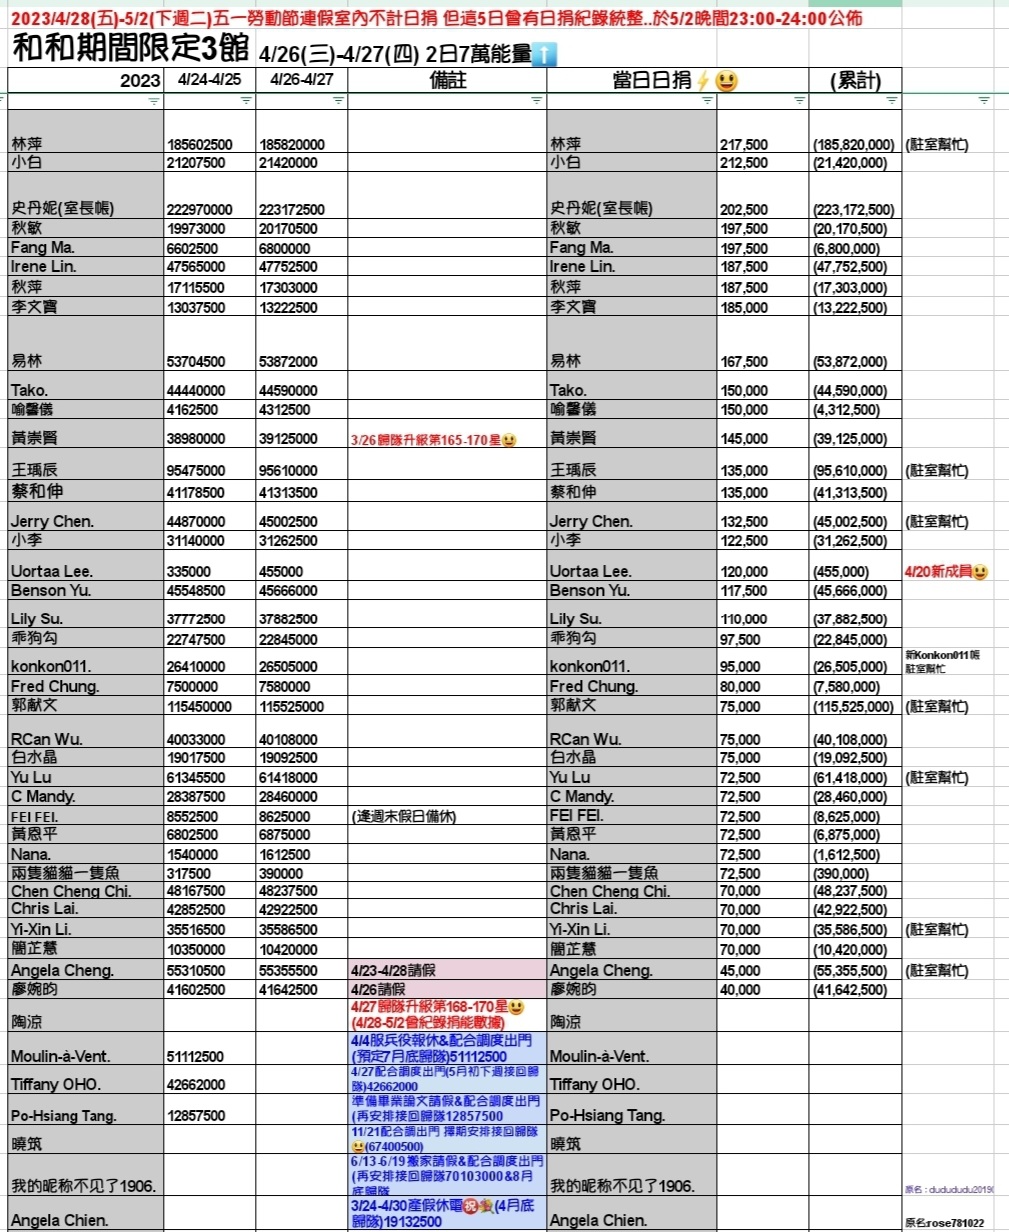 2023/4/28(五)-5/2(下週二)五一勞動節連假室內不計日捐 但這5日會有日捐紀錄統整..於5/2晚間23:00-24:00公佈
和和期間限定3館 4/26(三)-4/27(四) 2日7萬能量⬆️
2023 4/24-4/25 4/26-4/27 備註 當日日捐⚡😃 (累計)
林萍 185602500 185820000 林萍 217,500 (185,820,000) (駐室幫忙)
小白 21207500 21420000 小白 212,500 (21,420,000)
史丹妮(室長帳) 222970000 223172500 史丹妮(室長帳) 202,500 (223,172,500)
秋敏 19973000 20170500 秋敏 197,500 (20,170,500)
Fang Ma. 6602500 6800000 Fang Ma. 197,500 (6,800,000)
Irene Lin. 47565000 47752500 Irene Lin. 187,500 (47,752,500)
秋萍 17115500 17303000 秋萍 187,500 (17,303,000)
李文寶 13037500 13222500 李文寶 185,000 (13,222,500)
易林 53704500 53872000 易林 167,500 (53,872,000)
Tako. 44440000 44590000 Tako. 150,000 (44,590,000)
喻馨儀 4162500 4312500 喻馨儀 150,000 (4,312,500)
黃崇賢 38980000 39125000 3/26歸隊升級第165-170星😃 黃崇賢 145,000 (39,125,000)
王瑀辰 95475000 95610000 王瑀辰 135,000 (95,610,000) (駐室幫忙)
蔡和伸 41178500 41313500 蔡和伸 135,000 (41,313,500)
Jerry Chen. 44870000 45002500 Jerry Chen. 132,500 (45,002,500) (駐室幫忙)
小李 31140000 31262500 小李 122,500 (31,262,500)
Uortaa Lee. 335000 455000 Uortaa Lee. 120,000 (455,000) 4/20新成員😃
Benson Yu. 45548500 45666000 Benson Yu. 117,500 (45,666,000)
Lily Su. 37772500 37882500 Lily Su. 110,000 (37,882,500)
乖狗勾 22747500 22845000 乖狗勾 97,500 (22,845,000)
konkon011. 26410000 26505000 konkon011. 95,000 (26,505,000) 新Konkon011帳
駐室幫忙
Fred Chung. 7500000 7580000 Fred Chung. 80,000 (7,580,000)
郭献文 115450000 115525000 郭献文 75,000 (115,525,000) (駐室幫忙)
RCan Wu. 40033000 40108000 RCan Wu. 75,000 (40,108,000)
白水晶 19017500 19092500 白水晶 75,000 (19,092,500)
Yu Lu 61345500 61418000 Yu Lu 72,500 (61,418,000) (駐室幫忙)
C Mandy. 28387500 28460000 C Mandy. 72,500 (28,460,000)
FEI FEI. 8552500 8625000 (逢週末假日備休) FEI FEI. 72,500 (8,625,000)
黃恩平 6802500 6875000 黃恩平 72,500 (6,875,000)
Nana. 1540000 1612500 Nana. 72,500 (1,612,500)
兩隻貓貓一隻魚 317500 390000 兩隻貓貓一隻魚 72,500 (390,000)
Chen Cheng Chi. 48167500 48237500 Chen Cheng Chi. 70,000 (48,237,500)
Chris Lai. 42852500 42922500 Chris Lai. 70,000 (42,922,500)
Yi-Xin Li. 35516500 35586500 Yi-Xin Li. 70,000 (35,586,500) (駐室幫忙)
簡芷慧 10350000 10420000 簡芷慧 70,000 (10,420,000)
Angela Cheng. 55310500 55355500 4/23-4/28請假 Angela Cheng. 45,000 (55,355,500) (駐室幫忙)
廖婉昀 41602500 41642500 4/26請假 廖婉昀 40,000 (41,642,500)
陶涼 4/27歸隊升級第168-170星😃 陶涼
(4/28-5/2會紀錄捐能數據)
Moulin-à-Vent. 51112500 4/4服兵役報休&配合調度出門 Moulin-à-Vent.
(預定7月底歸隊)51112500
Tiffany OHO. 42662000 4/27配合調度出門(5月初下週接回歸 Tiffany OHO.
隊)42662000
Po-Hsiang Tang. 12857500 準備畢業論文請假&配合調度出門 Po-Hsiang Tang.
(再安排接回歸隊12857500
曉筑 11/21配合調出門 擇期安排接回歸隊 曉筑
😃(67400500)
我的昵称不见了1906. 6/13-6/19搬家請假&配合調度出門 我的昵称不见了1906.
(再安排接回歸隊70103000&8月
底歸隊 原名：dudududu2019(
Angela Chien. 3/24-4/30產假休電㊗️ (4月底 Angela Chien. 原名rose781022
歸隊)19132500